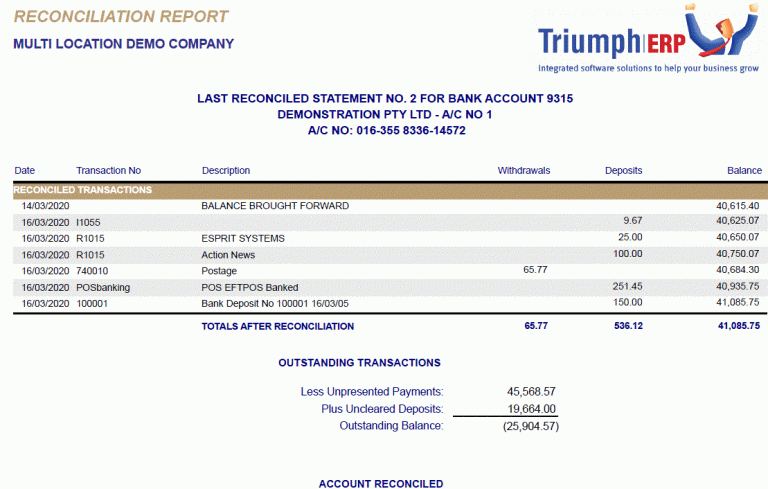 RECONCILIATION REPORT
MULTI LOCATION DEMO COMPANY
Triumph ERP
Integrated software solutions to help your business grow
LAST RECONCILED STATEMENT NO. 2 FOR BANK ACCOUNT 9315
DEMONSTRATION PTY LTD - A/C NO 1
A/C NO: 016-355 8336-14572
Date Transaction No Description Withdrawals Deposits Balance
RECONCILED TRANSACTIONS
14/03/2020 BALANCE BROUGHT FORWARD 40,615.40
16/03/2020 I1055 9.67 40,625.07
16/03/2020 R1015 ESPRIT SYSTEMS 25.00 40,650.07
16/03/2020 R1015 Action News 100.00 40,750.07
16/03/2020 740010 Postage 65.77 40,684.30
16/03/2020 POSbanking POS EFTPOS Banked 251.45 40,935.75
16/03/2020 100001 Bank Deposit No 100001 16/03/05 150.00 41,085.75
TOTALS AFTER RECONCILIATION 65.77 536.12 41,085.75
OUTSTANDING TRANSACTIONS
Less Unpresented Payments: 45,568.57
Plus Uncleared Deposits: 19,664.00
Outstanding Balance: (25,904.57)
ACCOUNT RECONCILED